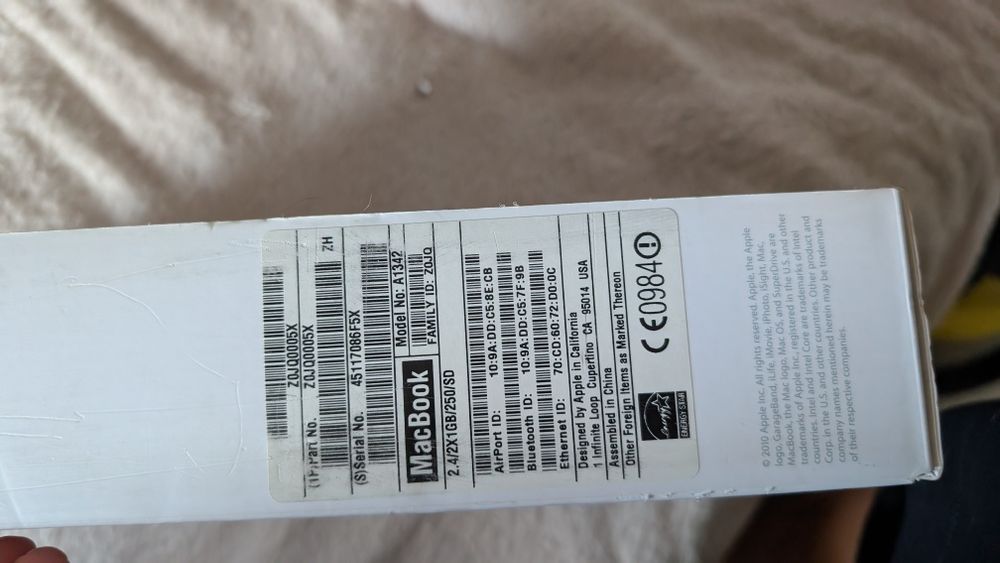 Z0JQ0005X
(1P)Part No. Z0JQ0005X ZH
(S)Serial No. 45117086F5X
MacBook
Model No: A1342
FAMILY ID: Z0JQ
2.4/2X1GB/250/SD
AirPort ID: 10:9A:DD:C5:8E:CB
Bluetooth ID: 10:9A:DD:C5:7F:9B
Ethernet ID: 70:CD:60:72:D0:0C
Designed by Apple in California
1 Infinite Loop Cupertino CA 95014 USA
Assembled in China
Other Foreign Items as Marked Thereon
energy
ENERGY STAR
CE0984
© 2010 Apple Inc. All rights reserved. Apple, the Apple
logo, GarageBand, iLife, iMovie, iPhoto, iSight, Mac,
MacBook, the Mac logo, Mac OS, and SuperDrive are
trademarks of Apple Inc., registered in the U.S. and other
countries. Intel and Intel Core are trademarks of Intel
Corp. in the U.S. and other countries. Other product and
company names mentioned herein may be trademarks
of their respective companies.